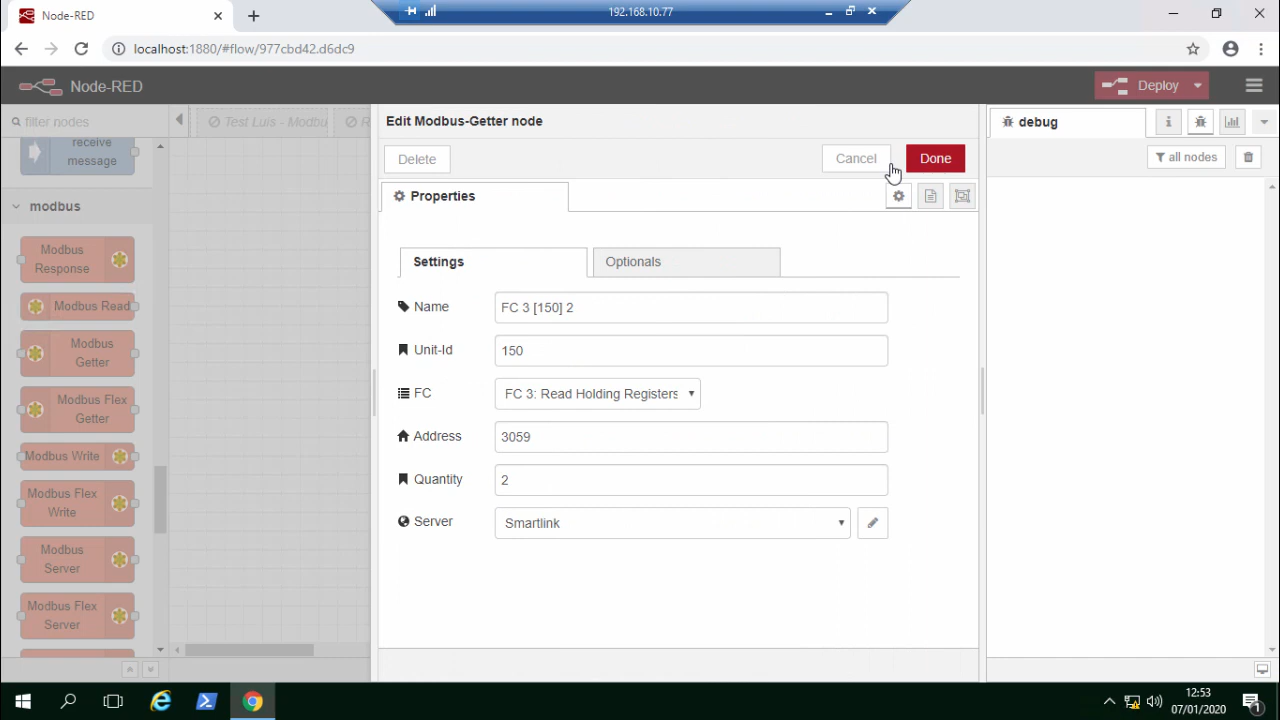 Node-RED
192.168.10.77
localhost:1880/#flow/977cbd42.d6dc9
Node-RED
Deploy
filter nodes
Test Luis - Modbu
R
Edit Modbus-Getter node
debug
receive
message
Delete
Cancel
Done
all nodes
modbus
Properties
Modbus
Response
Settings
Optionals
Modbus Read
Name
FC 3 [150] 2
Modbus
Getter
Unit-Id
150
Modbus Flex
Getter
FC
FC 3: Read Holding Registers
Modbus Write
Address
3059
Modbus Flex
Write
Quantity
2
Modbus
Server
Server
Smartlink
Modbus Flex
Server
12:53
07/01/2020
1